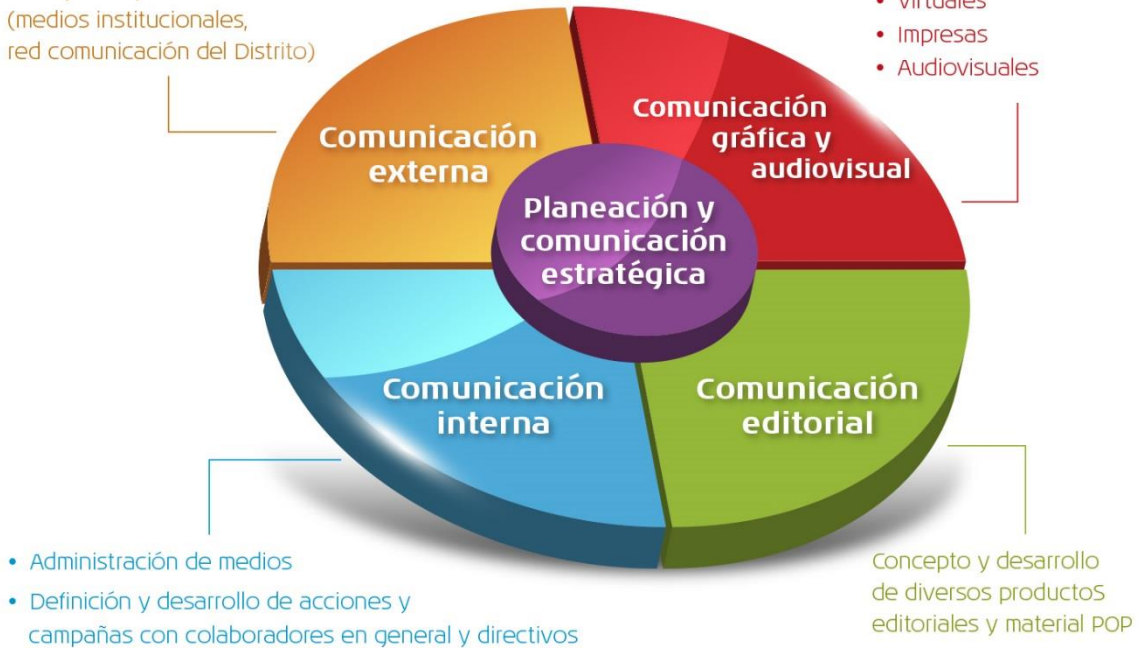 (medios institucionales,
red comunicación del Distrito)
• Virtuales
• Impresas
• Audiovisuales
Comunicación
externa
Comunicación
gráfica y
audiovisual
Planeación y
comunicación
estratégica
Comunicación
interna
Comunicación
editorial
• Administración de medios
• Definición y desarrollo de acciones y
campañas con colaboradores en general y directivos
Concepto y desarrollo
de diversos productoS
editoriales y material POP